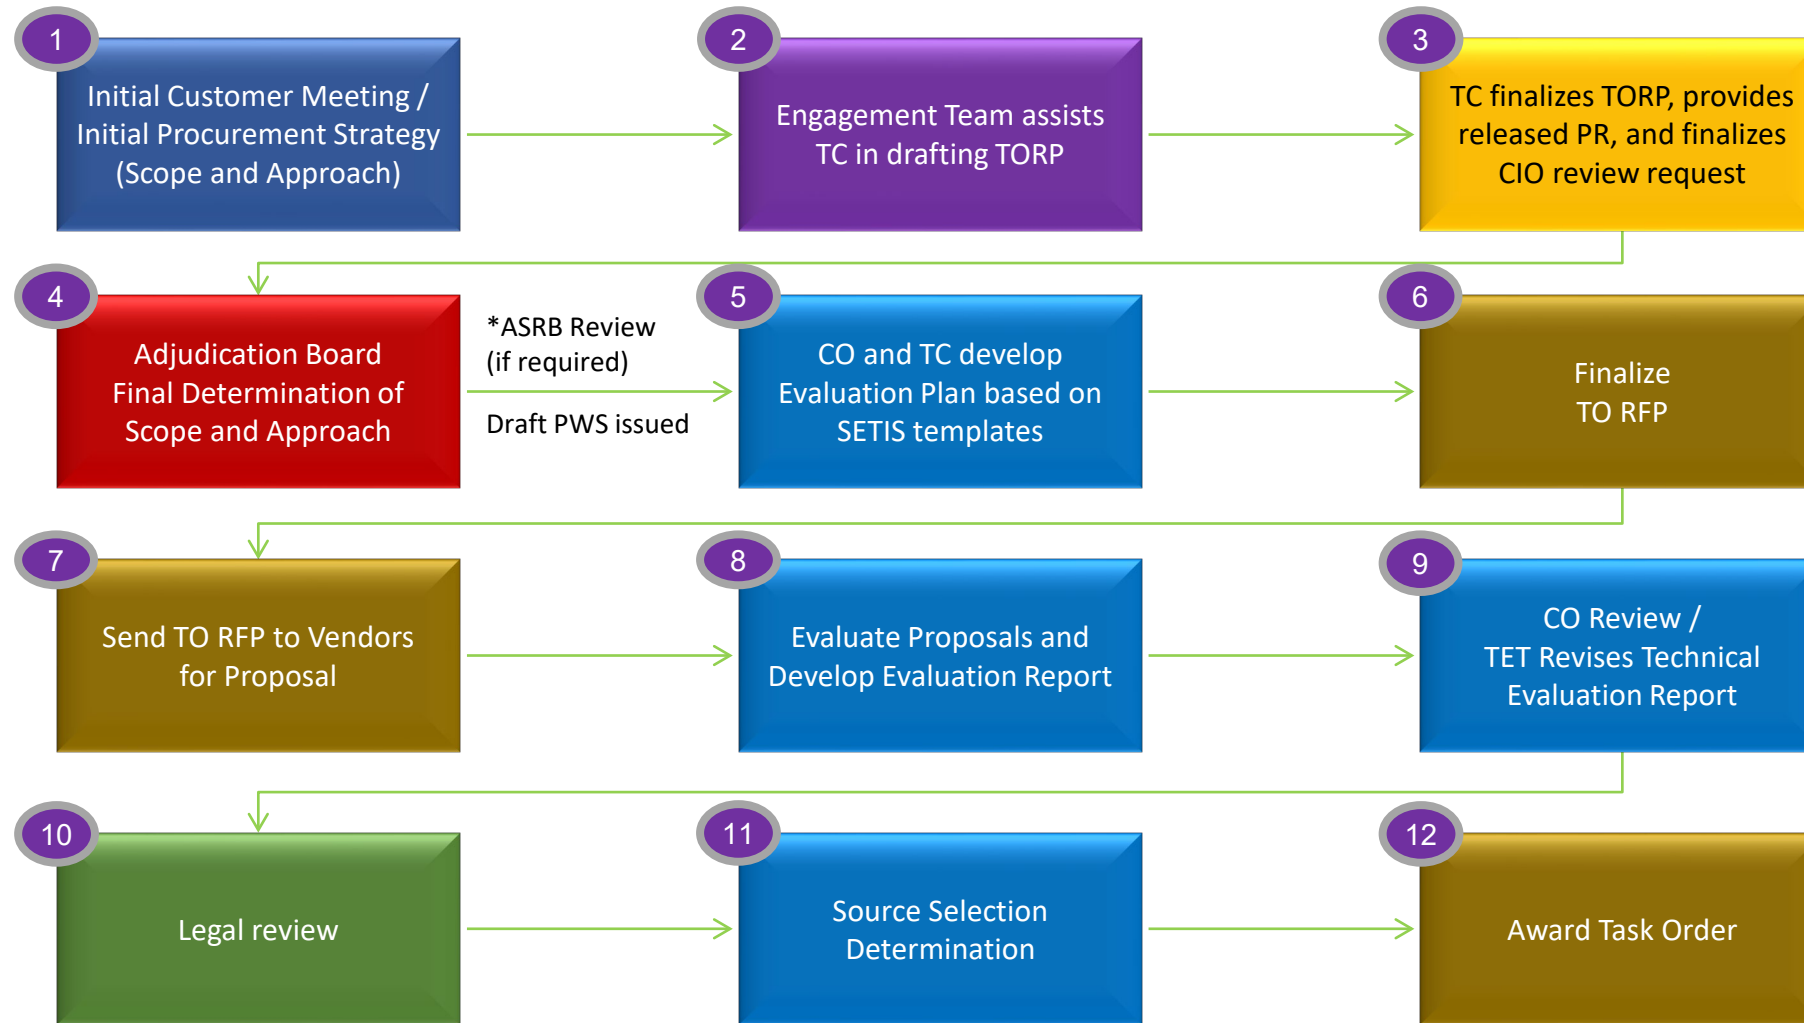 1
Initial Customer Meeting /
Initial Procurement Strategy
(Scope and Approach)
2
Engagement Team assists
TC in drafting TORP
3
TC finalizes TORP, provides
released PR, and finalizes
CIO review request
4
Adjudication Board
Final Determination of
Scope and Approach
*ASRB Review
(if required)
Draft PWS issued
5
CO and TC develop
Evaluation Plan based on
SETIS templates
6
Finalize
TO RFP
7
Send TO RFP to Vendors
for Proposal
8
Evaluate Proposals and
Develop Evaluation Report
9
CO Review /
TET Revises Technical
Evaluation Report
10
Legal review
11
Source Selection
Determination
12
Award Task Order